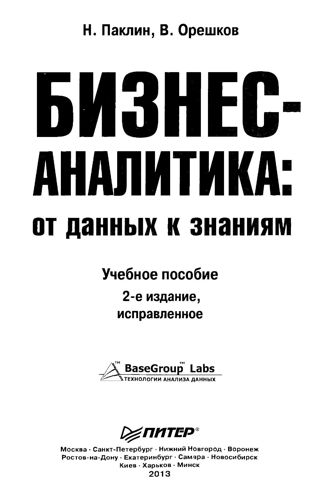 Н. Паклин, В. Орешков
БИЗНЕС-
АНАЛИТИКА:
от данных к знаниям
Учебное пособие
2-е издание,
исправленное
BaseGroup™ Labs
ТЕХНОЛОГИИ АНАЛИЗА ДАННЫХ
ПИТЕР®
Москва · Санкт-Петербург · Нижний Новгород · Воронеж
Ростов-на-Дону · Екатеринбург · Самара · Новосибирск
Киев · Харьков · Минск
2013